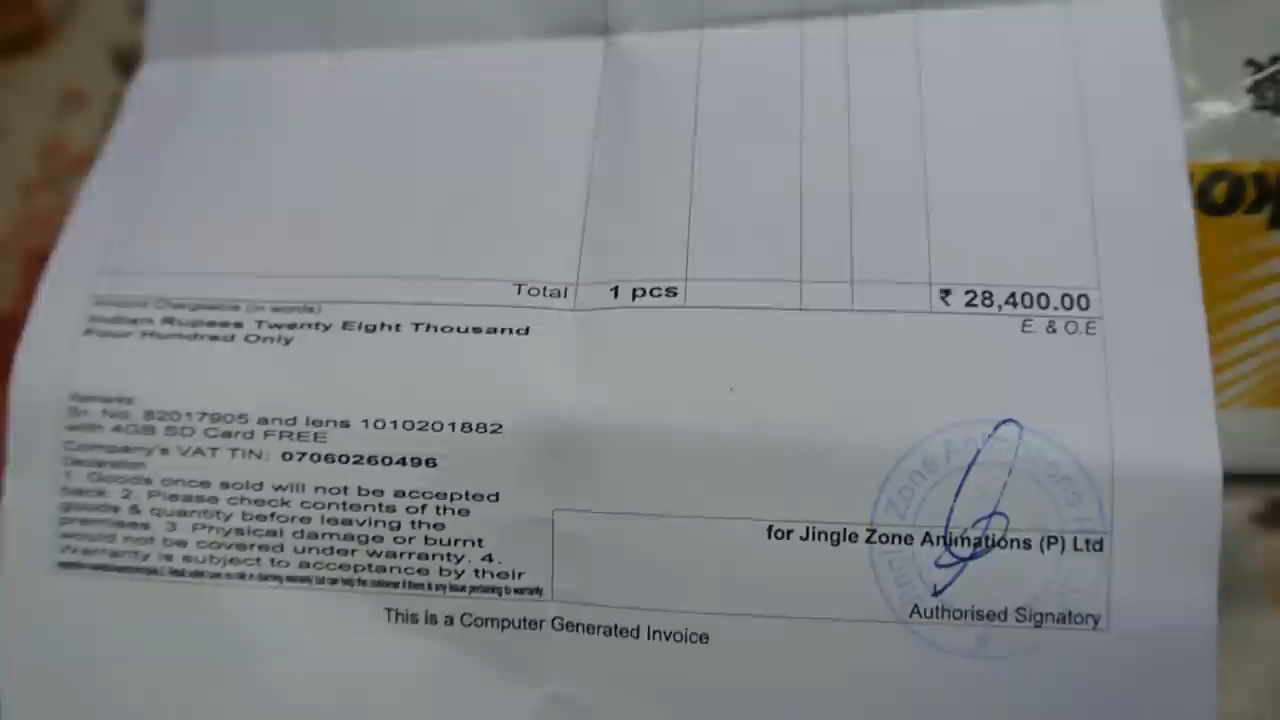 Total 1 pcs ₹ 28,400.00
Amount Chargeable (in words) E. & O.E
Indian Rupees Twenty Eight Thousand
Four Hundred Only
Remarks:
Sr. No. 82017905 and lens 1010201882
with 4GB SD Card FREE
Company's VAT TIN: 07060260496
Declaration
1. Goods once sold will not be accepted
back. 2. Please check contents of the
goods & quantity before leaving the
premises. 3. Physical damage or burnt
would not be covered under warranty. 4.
Warranty is subject to acceptance by their
for Jingle Zone Animations (P) Ltd
Authorised Signatory
This is a Computer Generated Invoice